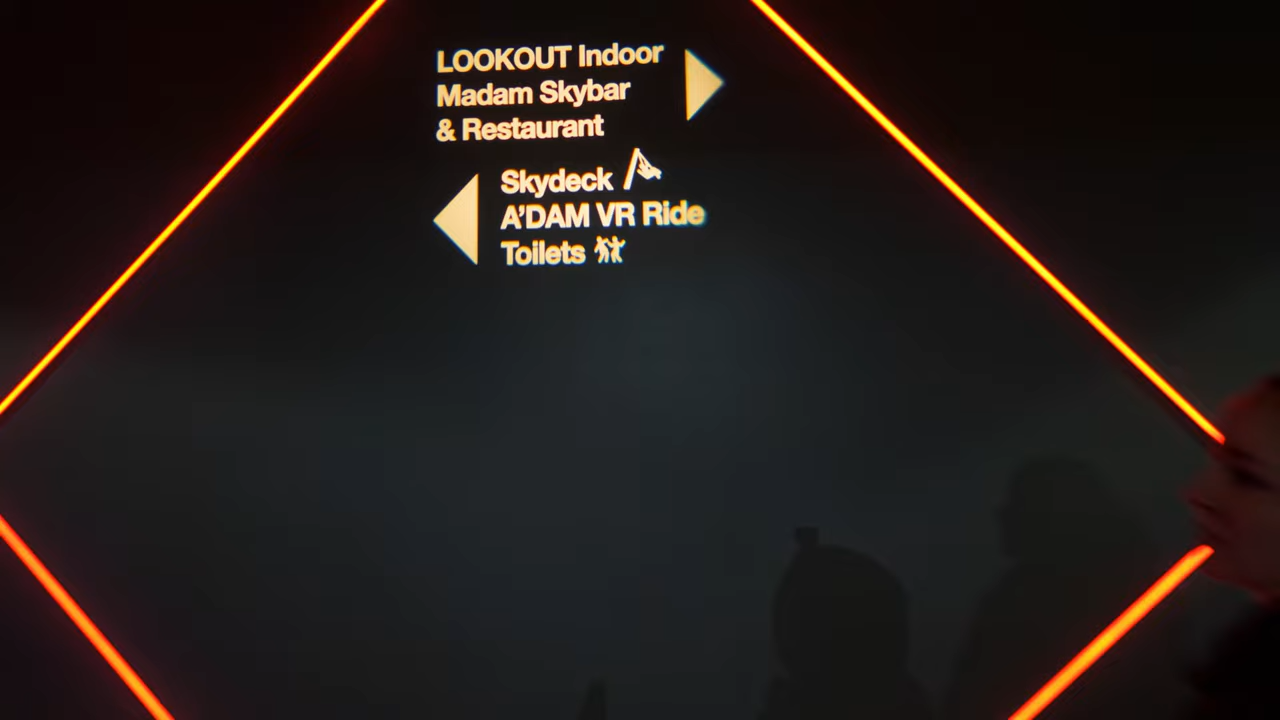 LOOKOUT Indoor
Madam Skybar
& Restaurant
Skydeck
A'DAM VR Ride
Toilets